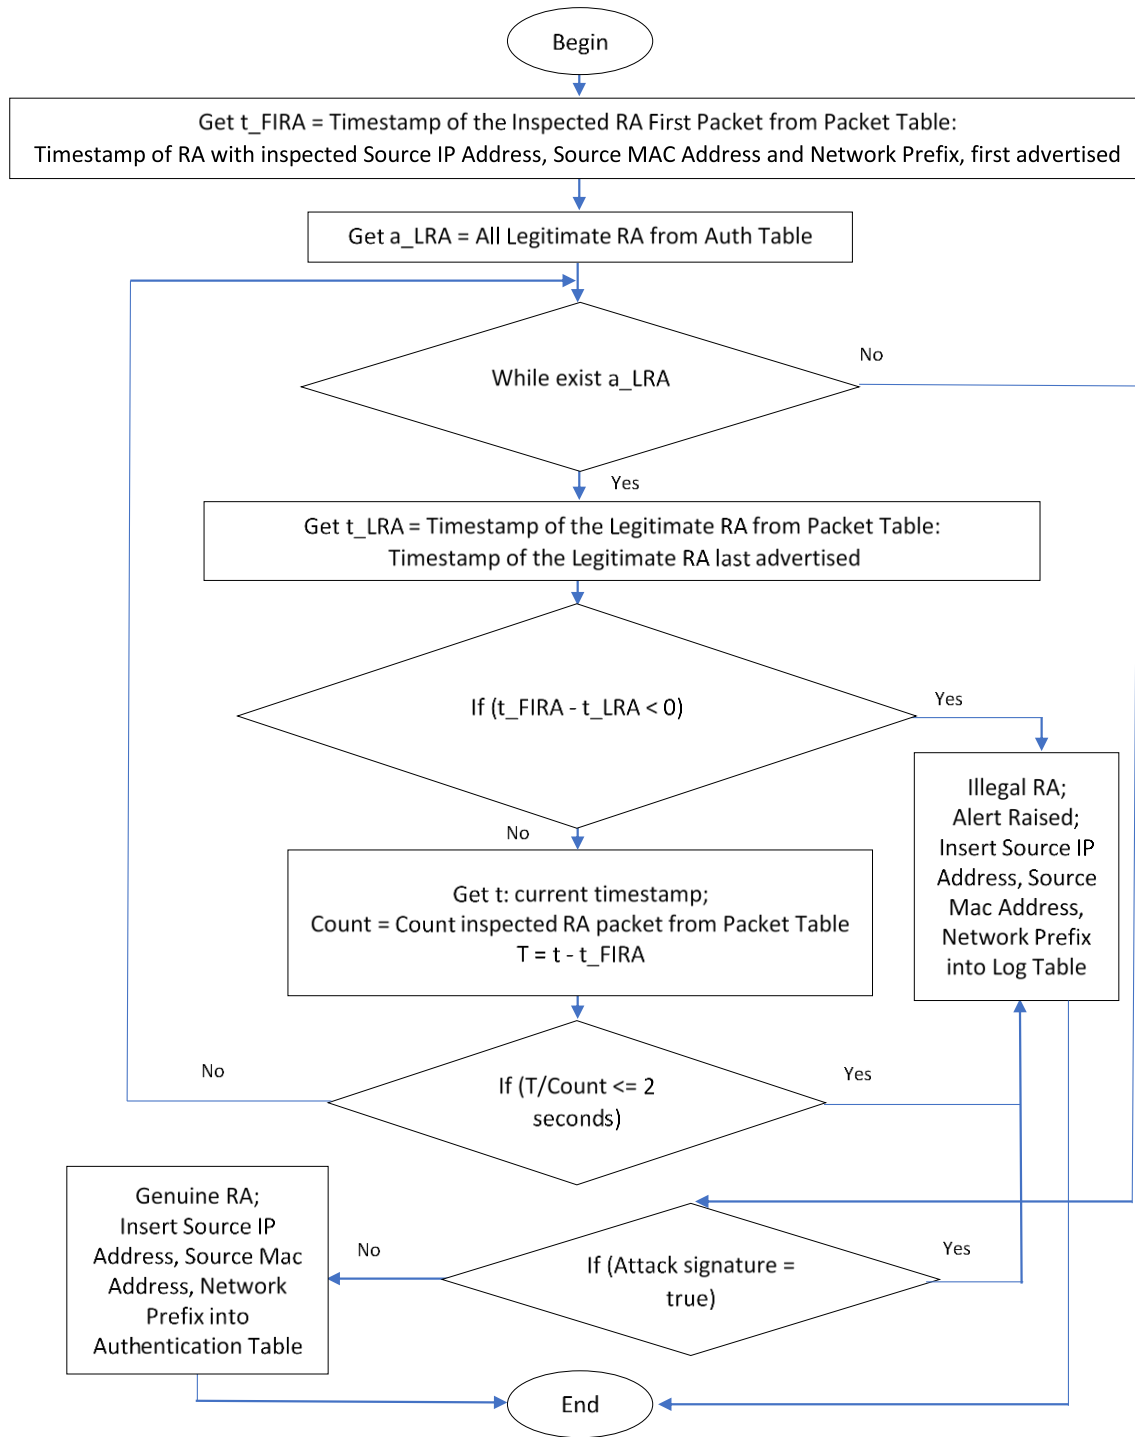 Begin
Get t_FIRA = Timestamp of the Inspected RA First Packet from Packet Table:
Timestamp of RA with inspected Source IP Address, Source MAC Address and Network Prefix, first advertised
Get a_LRA = All Legitimate RA from Auth Table
While exist a_LRA
No
Yes
Get t_LRA = Timestamp of the Legitimate RA from Packet Table:
Timestamp of the Legitimate RA last advertised
If (t_FIRA - t_LRA < 0)
Yes
No
Illegal RA;
Alert Raised;
Insert Source IP
Address, Source
Mac Address,
Network Prefix
into Log Table
Get t: current timestamp;
Count = Count inspected RA packet from Packet Table
T = t - t_FIRA
If (T/Count <= 2
seconds)
No
Yes
If (Attack signature =
true)
No
Yes
Genuine RA;
Insert Source IP
Address, Source Mac
Address, Network
Prefix into
Authentication Table
End